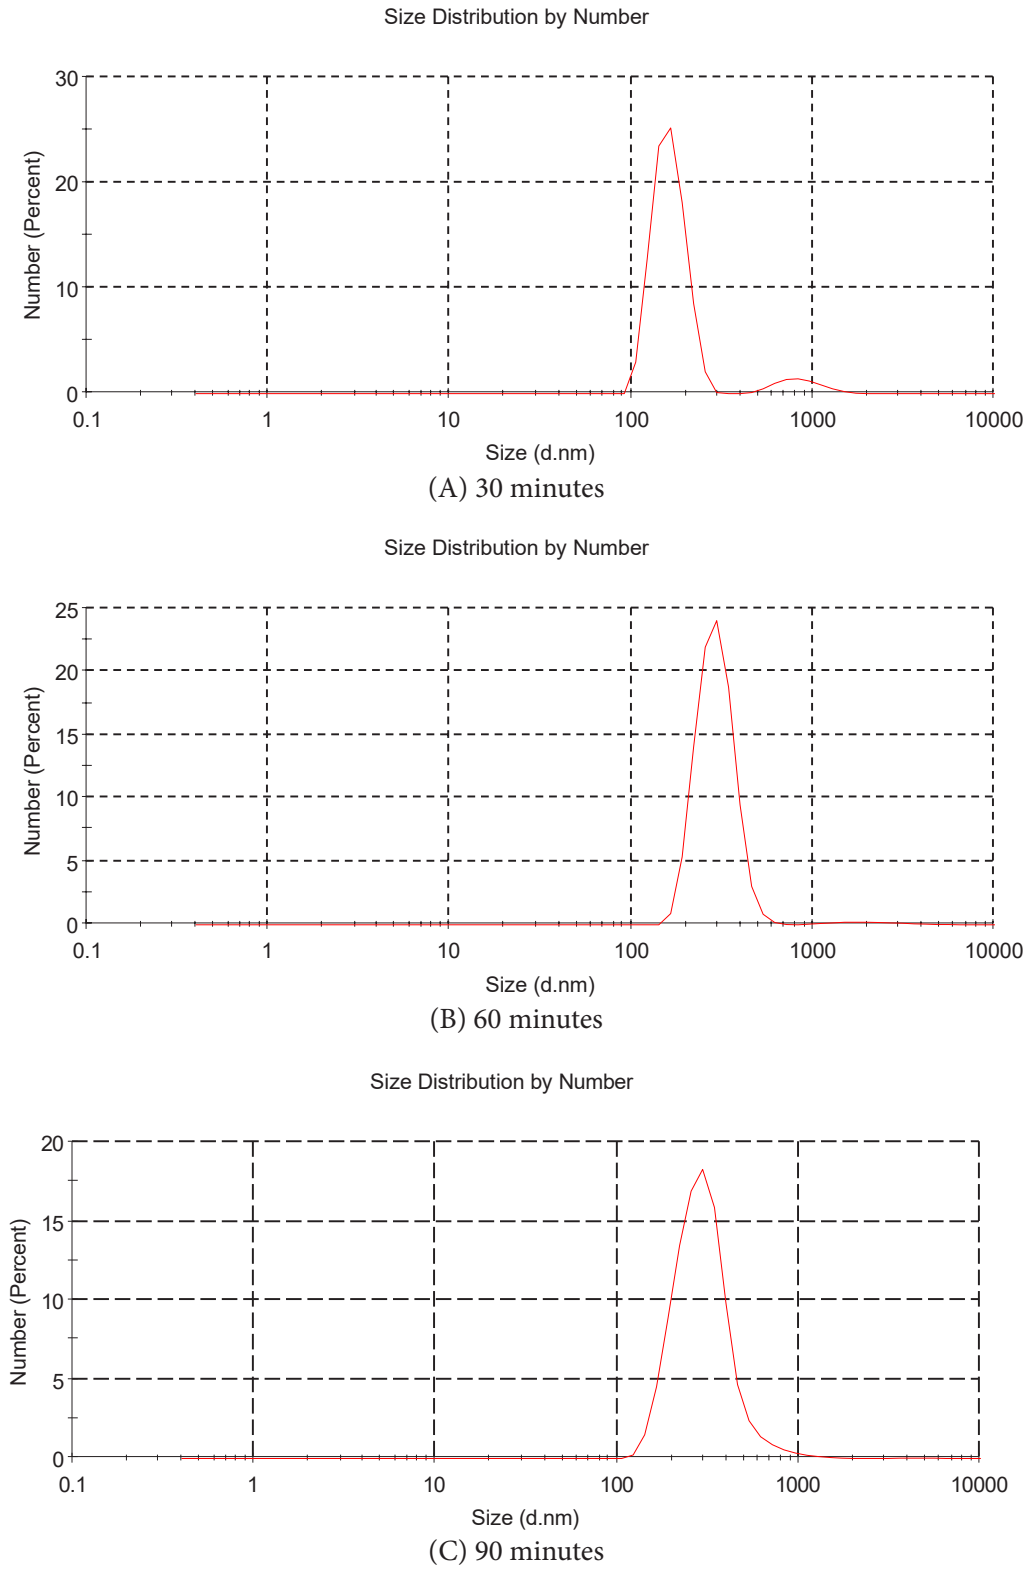 Size Distribution by Number
30
20
10
0
Number (Percent)
0.1 1 10 100 1000 10000
Size (d.nm)
(A) 30 minutes
Size Distribution by Number
25
20
15
10
5
0
Number (Percent)
0.1 1 10 100 1000 10000
Size (d.nm)
(B) 60 minutes
Size Distribution by Number
20
15
10
5
0
Number (Percent)
0.1 1 10 100 1000 10000
Size (d.nm)
(C) 90 minutes